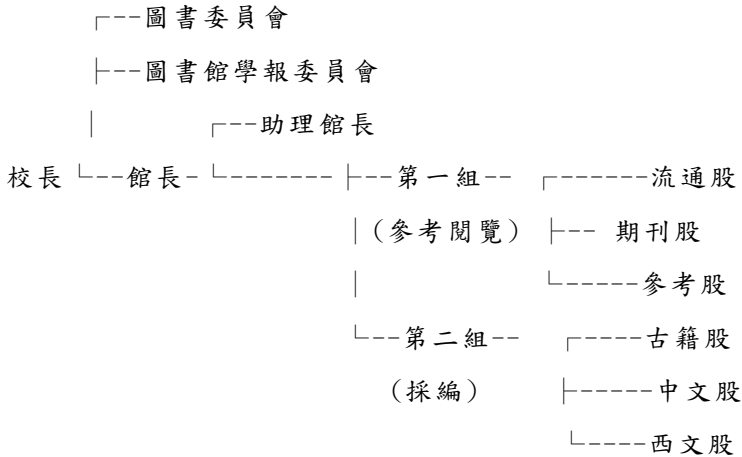 ┌---圖書委員會
├---圖書館學報委員會
│ ┌---助理館長
校長 └---館長- └------- ├---第一組-- ┌------流通股
│(參考閱覽) ├--- 期刊股
│ └-----參考股
└---第二組-- ┌-----古籍股
(採編) ├-----中文股
└-----西文股